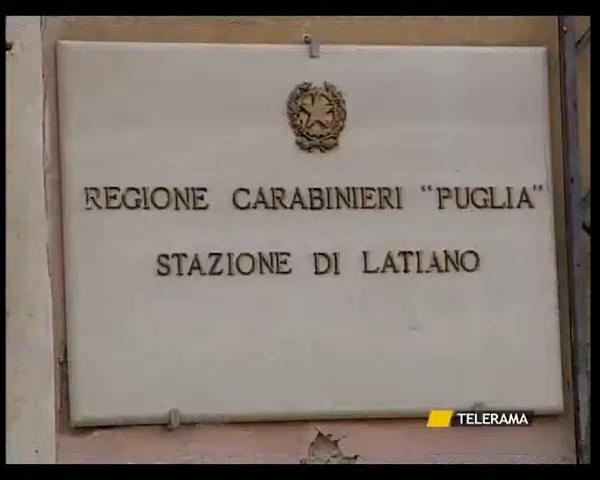 REGIONE CARABINIERI "PUGLIA"
STAZIONE DI LATIANO
TELERAMA